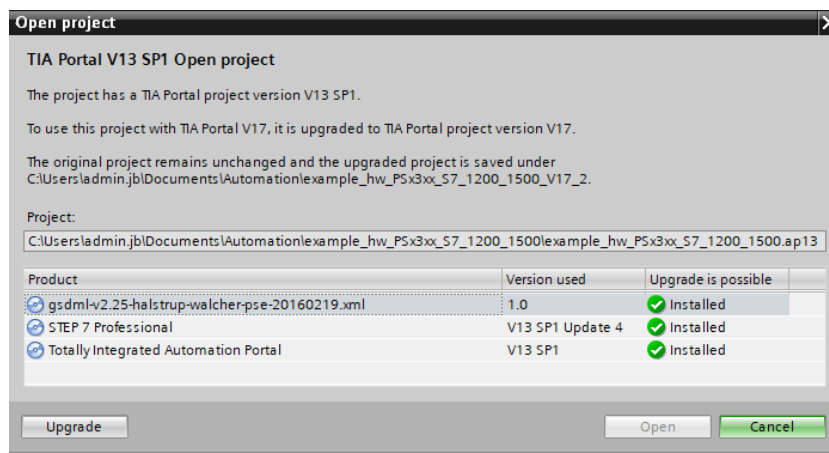 Open project
TIA Portal V13 SP1 Open project
The project has a TIA Portal project version V13 SP1.
To use this project with TIA Portal V17, it is upgraded to TIA Portal project version V17.
The original project remains unchanged and the upgraded project is saved under
C:\Users\admin.jb\Documents\Automation\example_hw_PSx3xx_S7_1200_1500_V17_2.
Project:
C:\Users\admin.jb\Documents\Automation\example_hw_PSx3xx_S7_1200_1500\example_hw_PSx3xx_S7_1200_1500.ap13
Product Version used Upgrade is possible
gsdml-v2.25-halstrup-walcher-pse-20160219.xml 1.0 Installed
STEP 7 Professional V13 SP1 Update 4 Installed
Totally Integrated Automation Portal V13 SP1 Installed
Upgrade Open Cancel